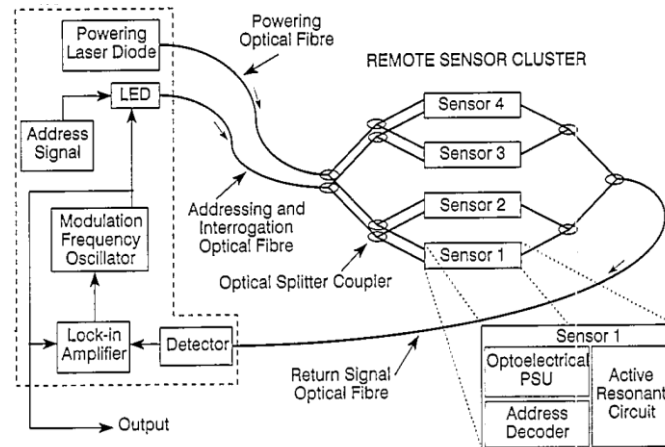 Powering
Laser Diode
Powering
Optical Fibre
REMOTE SENSOR CLUSTER
LED
Address
Signal
Sensor 4
Sensor 3
Sensor 2
Sensor 1
Modulation
Frequency
Oscillator
Addressing and
Interrogation
Optical Fibre
Optical Splitter Coupler
Lock-in
Amplifier
Detector
Return Signal
Optical Fibre
Output
Sensor 1
Optoelectrical
PSU
Address
Decoder
Active
Resonant
Circuit